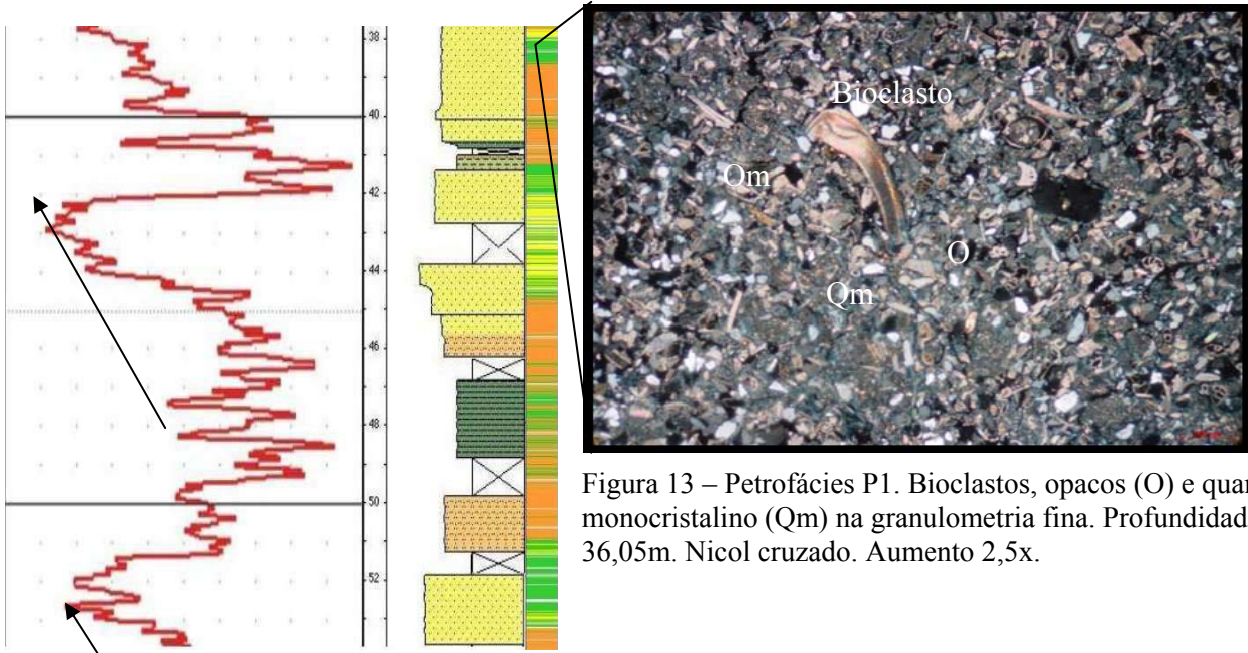 38
40
42
44
46
48
50
52
Bioclasto
Qm
O
Qm
Figura 13 – Petrofácies P1. Bioclastos, opacos (O) e quar
monocristalino (Qm) na granulometria fina. Profundidad
36,05m. Nicol cruzado. Aumento 2,5x.